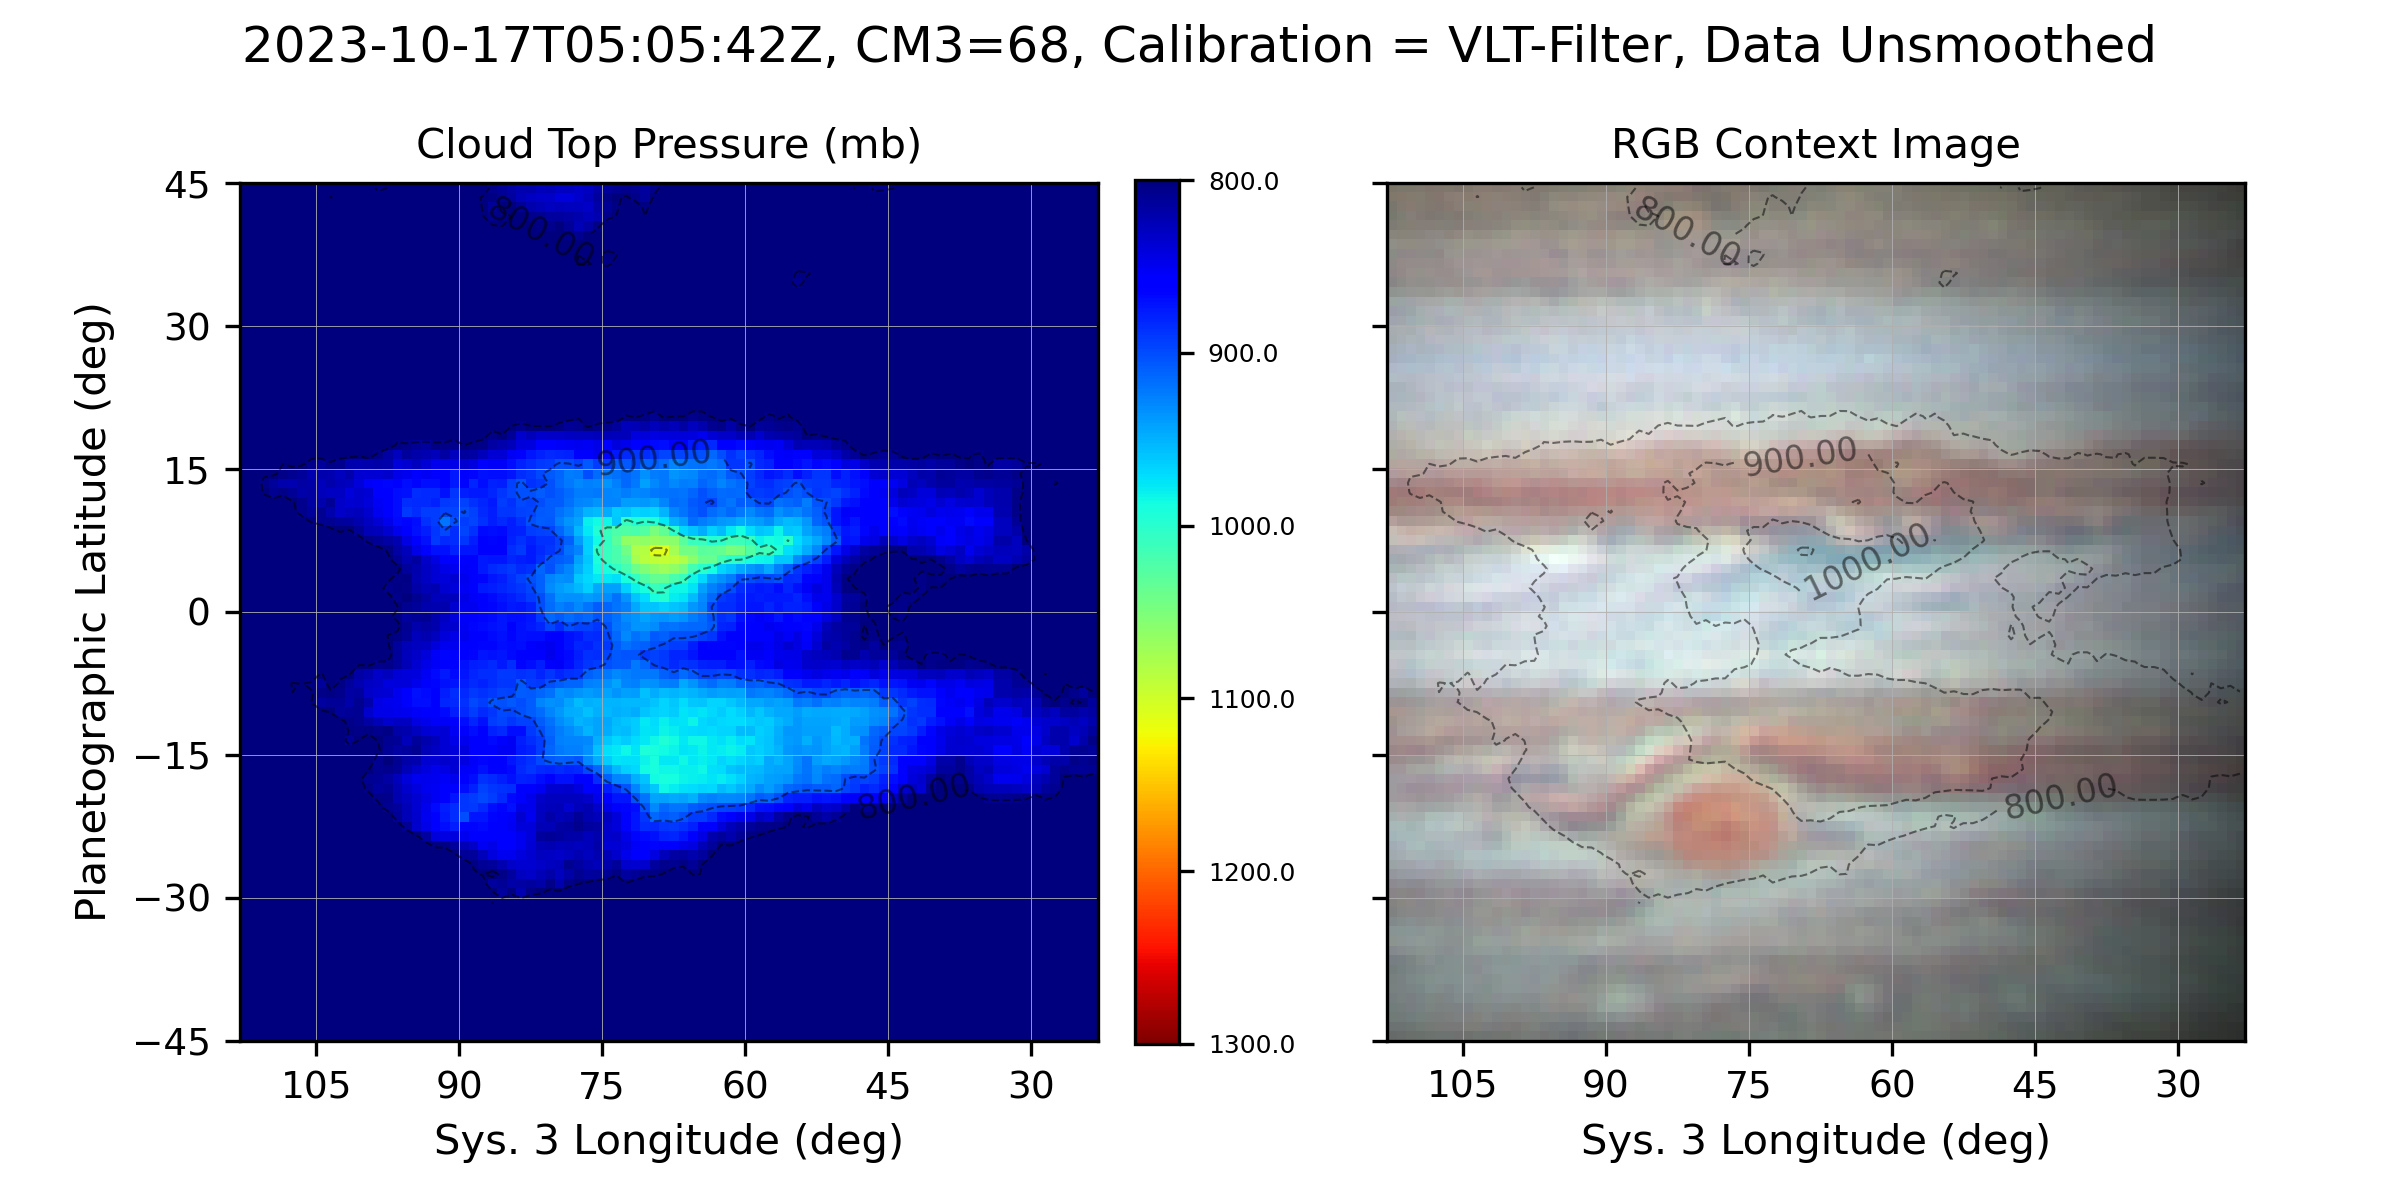 2023-10-17T05:05:42Z, CM3=68, Calibration = VLT-Filter, Data Unsmoothed
Cloud Top Pressure (mb)
45
30
15
0
−15
−30
−45
Planetographic Latitude (deg)
800.00
900.00
800.00
105 90 75 60 45 30
Sys. 3 Longitude (deg)
800.0
900.0
1000.0
1100.0
1200.0
1300.0
RGB Context Image
800.00
900.00
1000.00
800.00
105 90 75 60 45 30
Sys. 3 Longitude (deg)